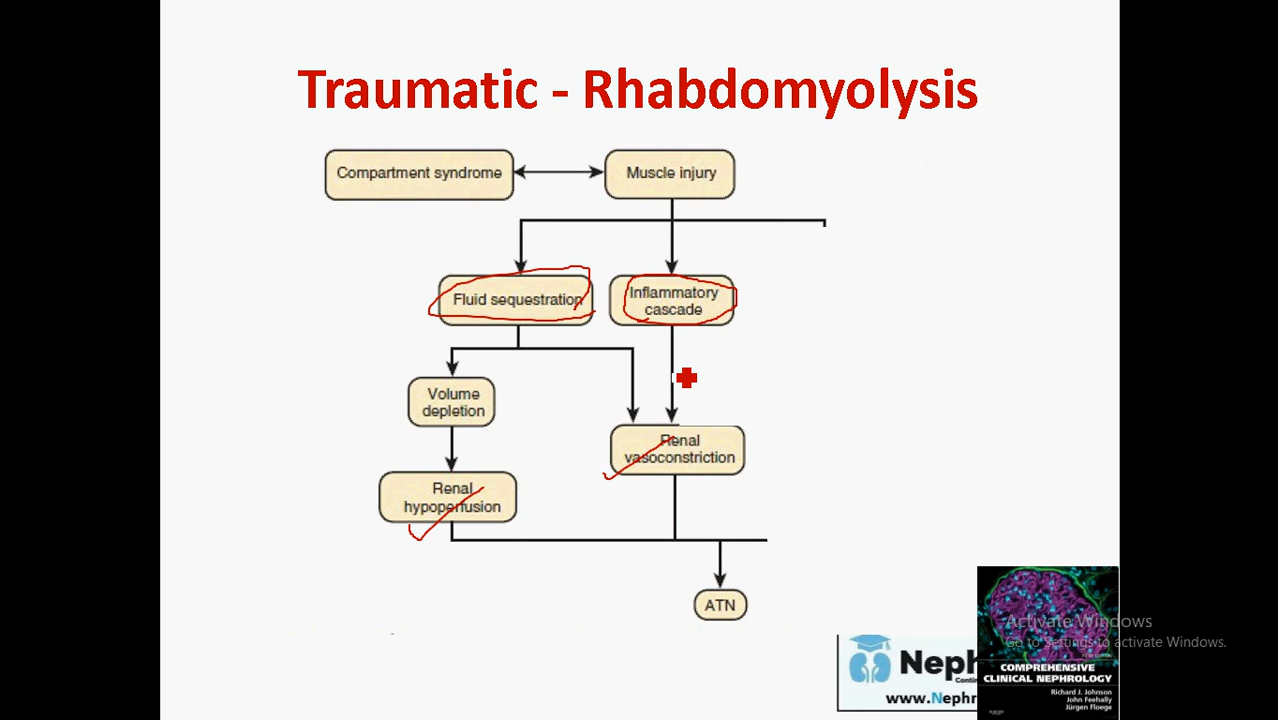 Traumatic - Rhabdomyolysis
Compartment syndrome
Muscle injury
Fluid sequestration
Inflammatory
cascade
Volume
depletion
Renal
vasoconstriction
Renal
hypoperfusion
ATN
Activate Windows
Go to Settings to activate Windows.
COMPREHENSIVE
CLINICAL NEPHROLOGY
Richard J. Johnson
John Feehally
Jürgen Floege
Neph
Conti
www.Nephr